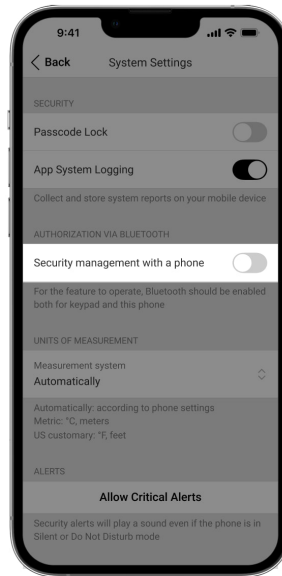 9:41
Back System Settings
SECURITY
Passcode Lock
App System Logging
Collect and store system reports on your mobile device
AUTHORIZATION VIA BLUETOOTH
Security management with a phone
For the feature to operate, Bluetooth should be enabled
both for keypad and this phone
UNITS OF MEASUREMENT
Measurement system
Automatically
Automatically: according to phone settings
Metric: °C, meters
US customary: °F, feet
ALERTS
Allow Critical Alerts
Security alerts will play a sound even if the phone is in
Silent or Do Not Disturb mode